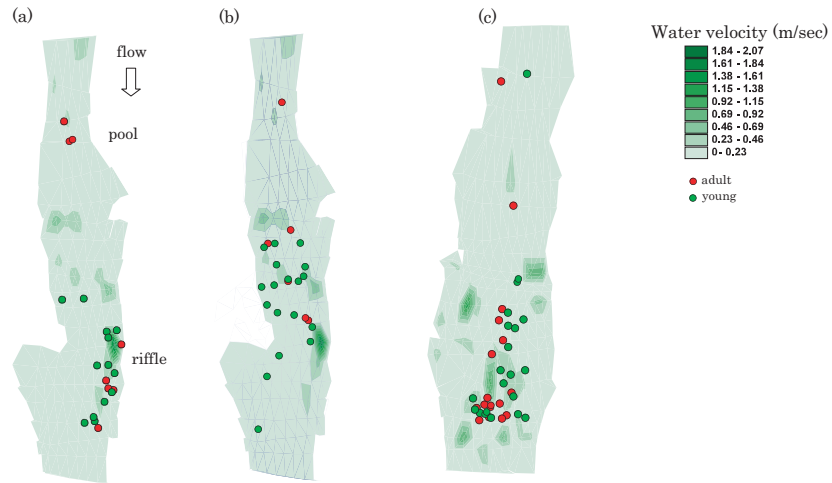 (a)
(b)
(c)
flow
pool
riffle
Water velocity (m/sec)
1.84 - 2.07
1.61 - 1.84
1.38 - 1.61
1.15 - 1.38
0.92 - 1.15
0.69 - 0.92
0.46 - 0.69
0.23 - 0.46
0- 0.23
adult
young